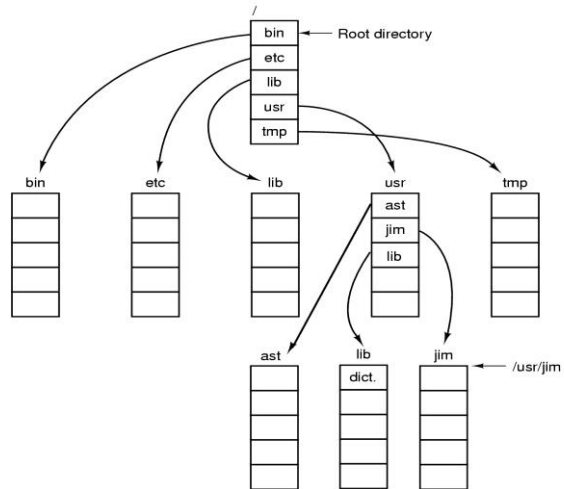 /
bin
Root directory
etc
lib
usr
tmp
bin
etc
lib
usr
tmp
ast
jim
lib
ast
lib
jim
dict.
/usr/jim